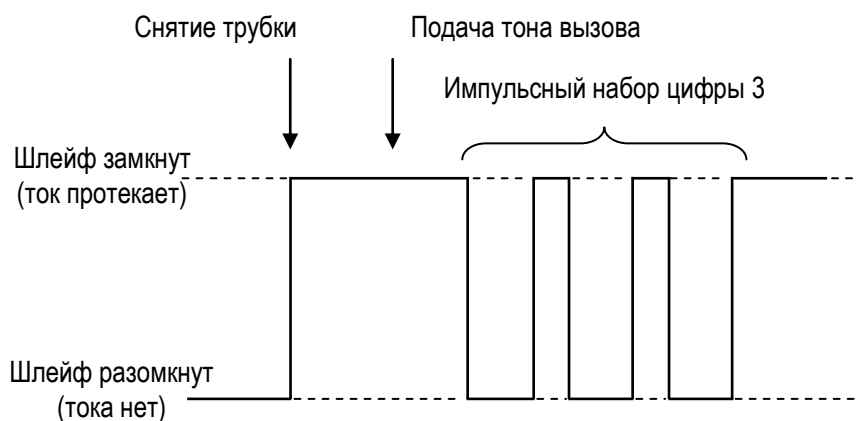 Снятие трубки
Подача тона вызова
Импульсный набор цифры 3
Шлейф замкнут
(ток протекает)
Шлейф разомкнут
(тока нет)